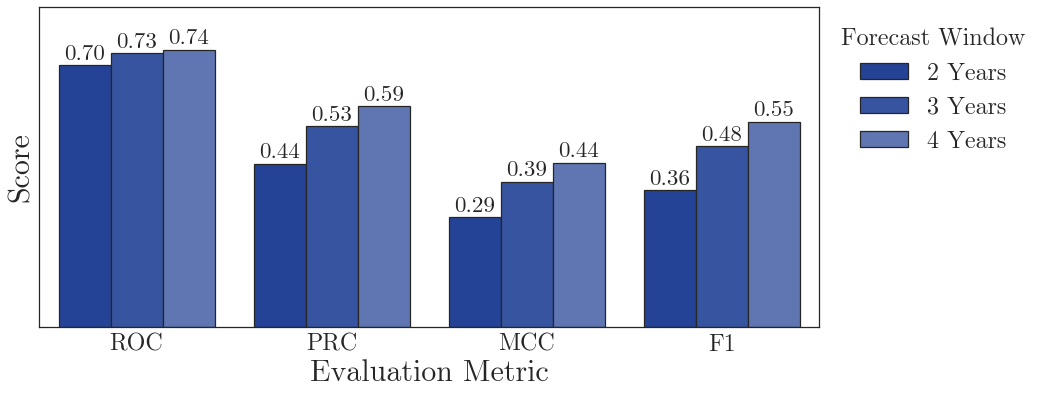 0.70 0.73 0.74
0.44 0.53 0.59
0.29 0.39 0.44
0.36 0.48 0.55
Score
ROC PRC MCC F1
Evaluation Metric
Forecast Window
2 Years
3 Years
4 Years